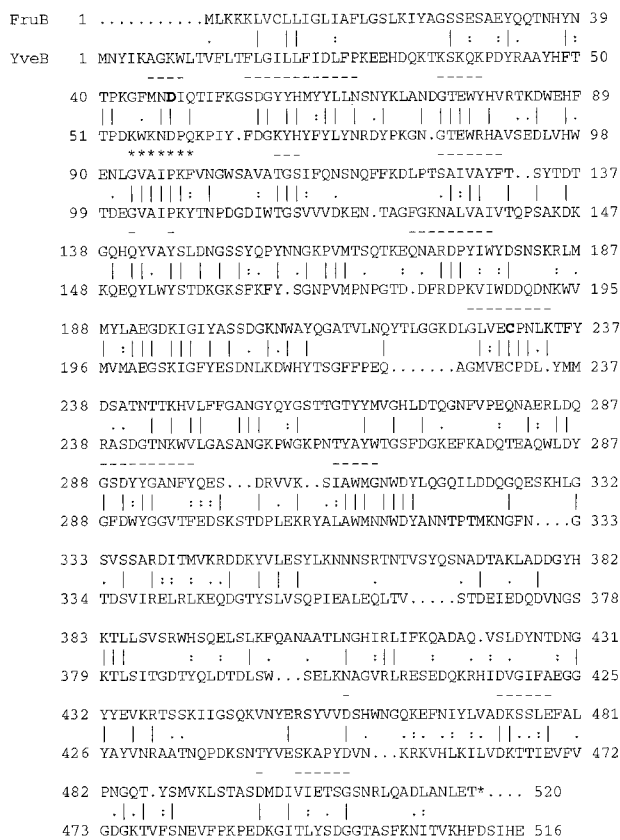 FruB 1 ..........MLKKKLVCLLIGLIAFLGSLKIYAGSSESAEYQQTNHYN 39
YveB 1 MNYIKAGKWLTVFLTFLGILLFIDLFPKEEHDQKTKSKQKPDYRAAYHFT 50
40 TPKGFMNDIQTIFKGSDGYYHMYYLLNSNYKLANDGTEWYHVRTKDWEHF 89
51 TPDKWKNDPQKPIY.FDGKYHYFYLYNRDYPKGN.GTEWRHAVSEDLVHW 98
*******
90 ENLGVAIPKFVNGWSAVATGSIFQNSNQFFKDLPTSAIVAYFT..SYTDT 137
99 TDEGVAIPKYTNPDGDIWTGSVVVDKEN.TAGFGKNALVAIVTQPSAKDK 147
138 GQHQYVAYSLDNGSSYQPYNNGKPVMTSQTKEQNARDPYIWYDSNSKRLM 187
148 KQEQYLWYSTDKGKSFKFY.SGNPVMPNPGTD.DFRDPKVIWDDQDNKWV 195
188 MYLAEGDKIGIYASSDGKNWAYQGATVLNQYTLGGKDLGLVECPNLKTFY 237
196 MVMAEGSKIGFYESDNLKDWHYTSGFFPEQ.......AGMVECPDL.YMM 237
238 DSATNTTKHVLFFGANGYQYGSTTGTYYMVGHLDTQGNFVPEQNAERLDQ 287
238 RASDGTNKWVLGASANGKPWGKPNTYAYWTGSFDGKEFKADQTEAQWLDY 287
288 GSDYYGANFYQES...DRVVK..SIAWMGNWDYLQGQILDDQGQESKHLG 332
288 GFDWYGGVTFEDSKSTDPLEKRYALAWMNNWDYANNTPTMKNGFN....G 333
333 SVSSARDITMVKRDDKYVLESYLKNNNSRTNTVSYQSNADTAKLADDGYH 382
334 TDSVIRELRLKEQDGTYSLVSQPIEALEQLTV.....STDEIEDQDVNGS 378
383 KTLLSVSRWHSQELSLKFQANAATLNGHIRLIFKQADAQ.VSLDYNTDNG 431
379 KTLSITGDTYQLDTDLSW...SELKNAGVRLRESEDQKRHIDVGIFAEGG 425
432 YYEVKRTSSKIIGSQKVNYERSYVVDSHWNGQKEFNIYLVADKSSLEFAL 481
426 YAYVNRAATNQPDKSNTYVESKAPYDVN...KRKVHLKILVDKTTIEVFV 472
482 PNGQT.YSMVKLSTASDMDIVIETSGSNRLQADLANLET*.... 520
473 GDGKTVFSNEVFPKPEDKGITLYSDGGTASFKNITVKHFDSIHE 516